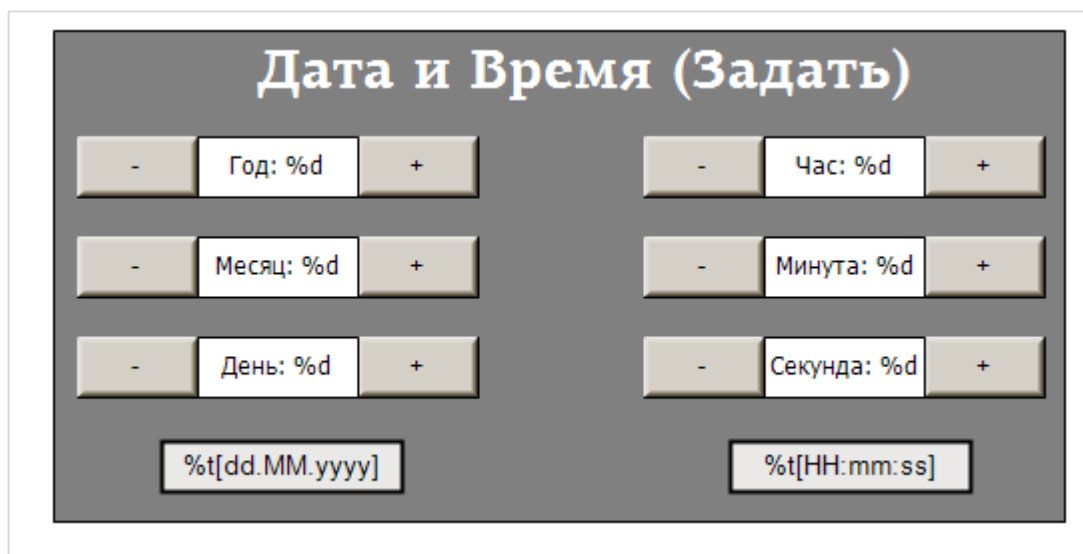 Дата и Время (Задать)
- Год: %d + - Час: %d +
- Месяц: %d + - Минута: %d +
- День: %d + - Секунда: %d +
%t[dd.MM.yyyy] %t[HH:mm:ss]